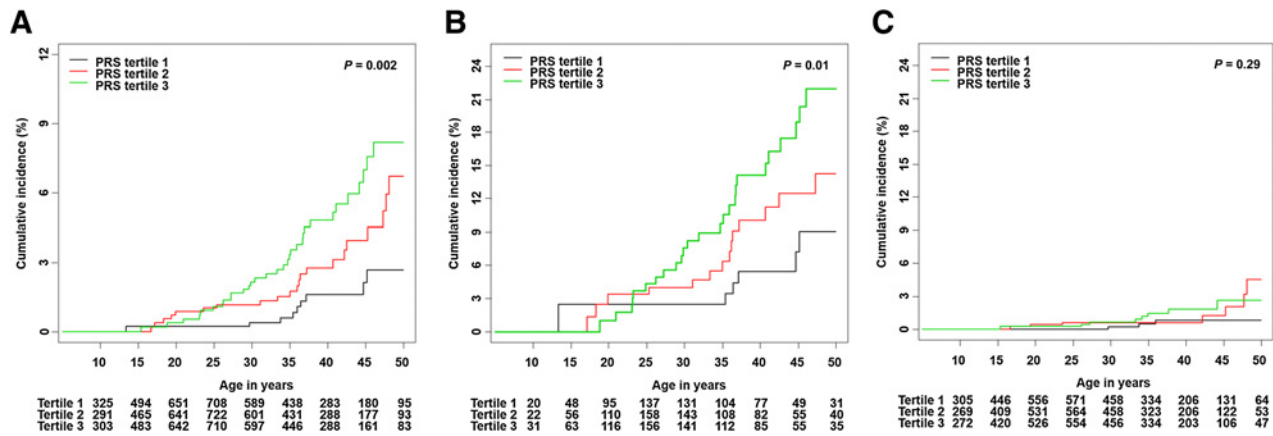 A
PRS tertile 1
PRS tertile 2
PRS tertile 3
P = 0.002
Cumulative incidence (%)
12
9
6
3
0
10 15 20 25 30 35 40 45 50
Age in years
Tertile 1 325 494 651 708 589 438 283 180 95
Tertile 2 291 465 641 722 601 431 288 177 93
Tertile 3 303 483 642 710 597 446 288 161 83
B
PRS tertile 1
PRS tertile 2
PRS tertile 3
P = 0.01
Cumulative incidence (%)
24
21
18
15
12
9
6
3
0
10 15 20 25 30 35 40 45 50
Age in years
Tertile 1 20 48 95 137 131 104 77 49 31
Tertile 2 22 56 110 158 143 108 82 55 40
Tertile 3 31 63 116 156 141 112 85 55 35
C
PRS tertile 1
PRS tertile 2
PRS tertile 3
P = 0.29
Cumulative incidence (%)
24
21
18
15
12
9
6
3
0
10 15 20 25 30 35 40 45 50
Age in years
Tertile 1 305 446 556 571 458 334 206 131 64
Tertile 2 269 409 531 564 458 323 206 122 53
Tertile 3 272 420 526 554 456 334 203 106 47